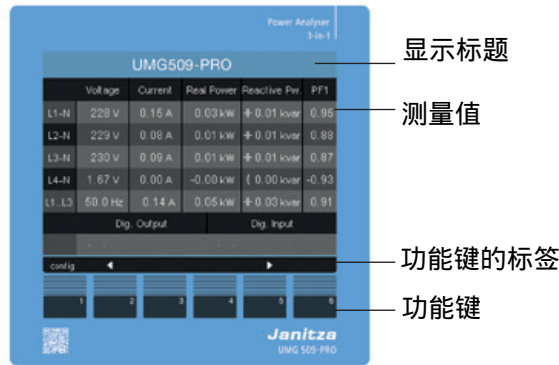 Power Analyser
3-in-1
UMG509-PRO
显示标题
Voltage Current Real Power Reactive Pw. PF1
L1-N 228 V 0.15 A 0.03 kW 0.01 kvar 0.95
测量值
L2-N 229 V 0.08 A 0.01 kW 0.01 kvar 0.88
L3-N 230 V 0.09 A 0.01 kW 0.01 kvar 0.87
L4-N 1.67 V 0.00 A -0.00 kW 0.00 kvar -0.93
L1..L3 50.0 Hz 0.14 A 0.05 kW 0.03 kvar 0.91
Dig. Output Dig. Input
config ◀ ▶
功能键的标签
1 2 3 4 5 6
功能键
Janitza
UMG 509-PRO